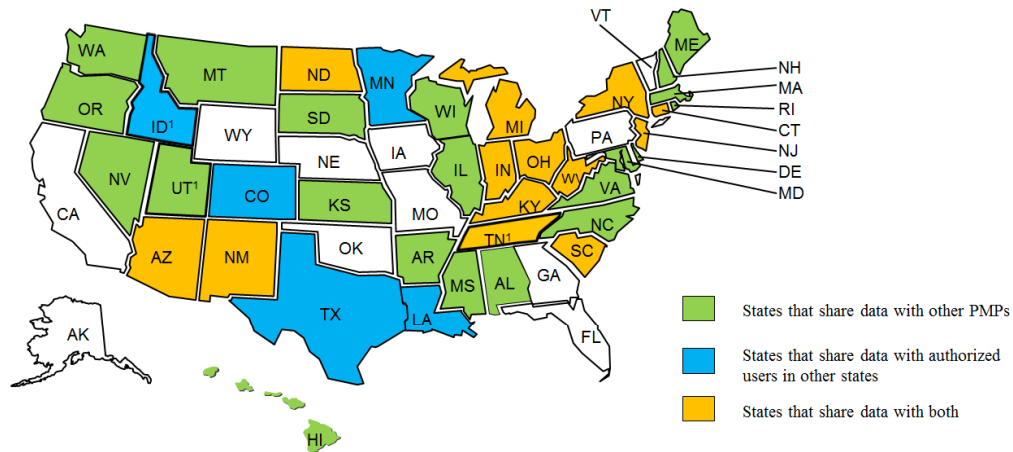 VT
ME
WA
MT
ND
MN
NH
OR
ID¹
SD
WI
NY
MA
WY
MI
RI
IA
PA
CT
NV
UT¹
NE
IL
IN
OH
WV
NJ
CA
CO
KS
MO
KY
VA
DE
AZ
NM
OK
AR
TN¹
NC
MD
MS
AL
GA
SC
TX
LA
FL
AK
HI
States that share data with other PMPs
States that share data with authorized
users in other states
States that share data with both